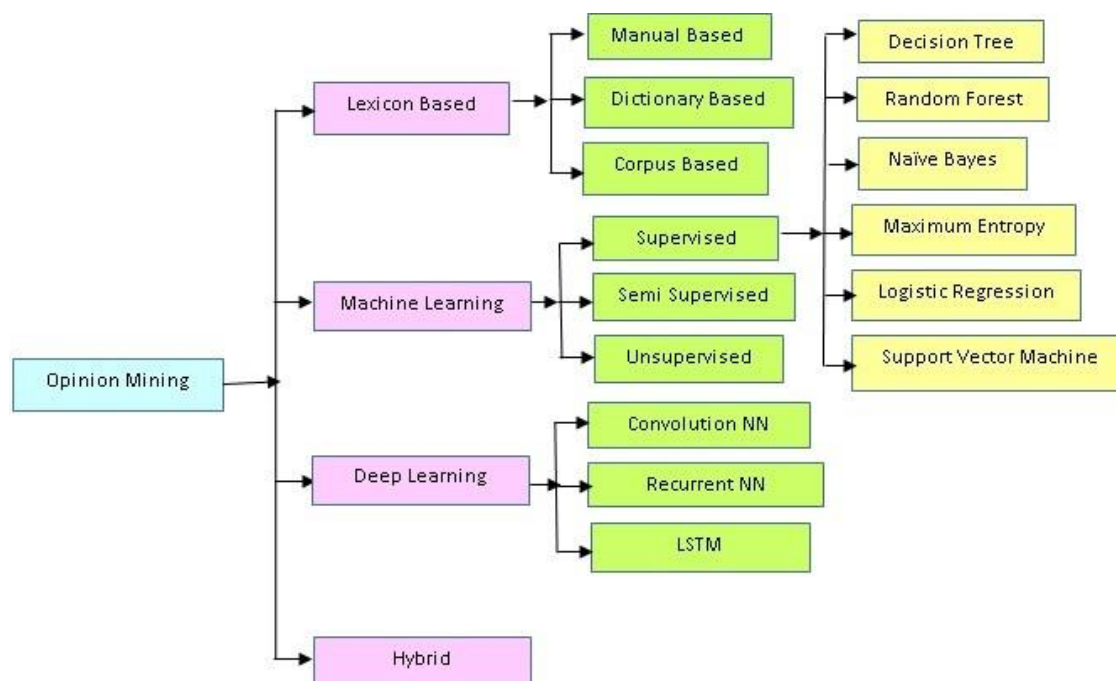 Opinion Mining
Lexicon Based
Manual Based
Dictionary Based
Corpus Based
Machine Learning
Supervised
Decision Tree
Random Forest
Naïve Bayes
Maximum Entropy
Logistic Regression
Support Vector Machine
Semi Supervised
Unsupervised
Deep Learning
Convolution NN
Recurrent NN
LSTM
Hybrid